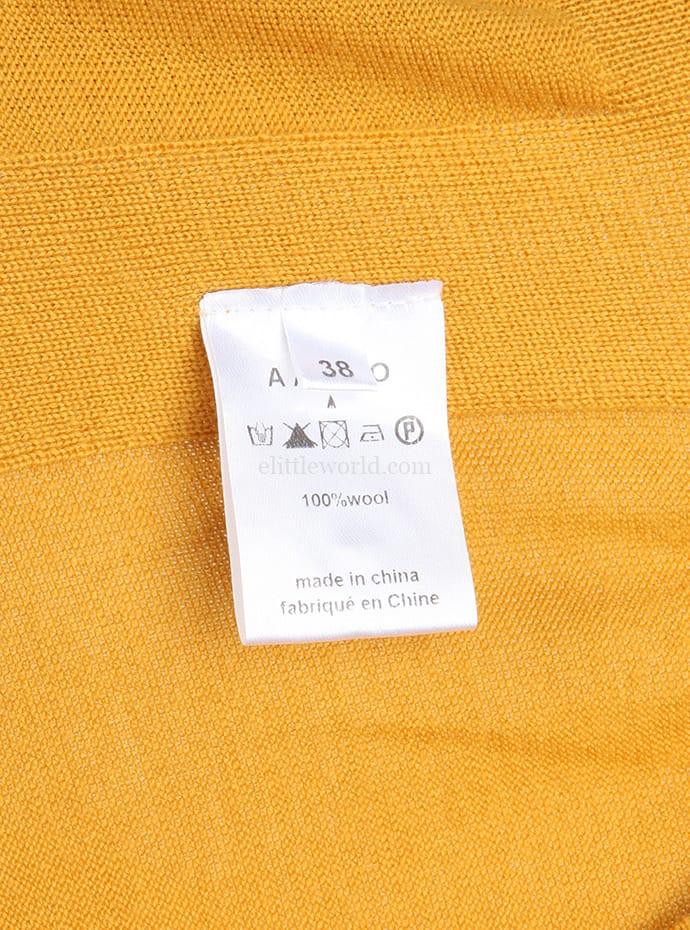 38
P
elittleworld.com
100%wool
made in china
fabriqué en Chine